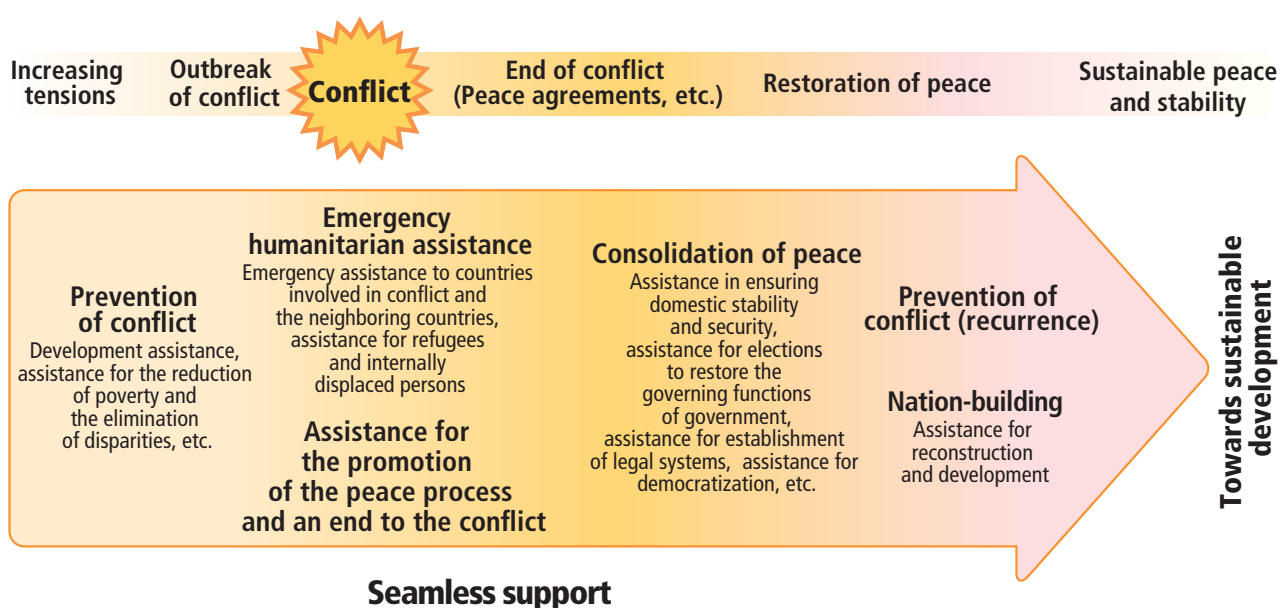 Increasing
tensions
Outbreak
of conflict
Conflict
End of conflict
(Peace agreements, etc.)
Restoration of peace
Sustainable peace
and stability
Prevention
of conflict
Development assistance,
assistance for the reduction
of poverty and
the elimination
of disparities, etc.
Emergency
humanitarian assistance
Emergency assistance to countries
involved in conflict and
the neighboring countries,
assistance for refugees
and internally
displaced persons
Assistance for
the promotion
of the peace process
and an end to the conflict
Consolidation of peace
Assistance in ensuring
domestic stability
and security,
assistance for elections
to restore the
governing functions
of government,
assistance for establishment
of legal systems, assistance for
democratization, etc.
Prevention of
conflict (recurrence)
Nation-building
Assistance for
reconstruction
and development
Towards sustainable
development
Seamless support